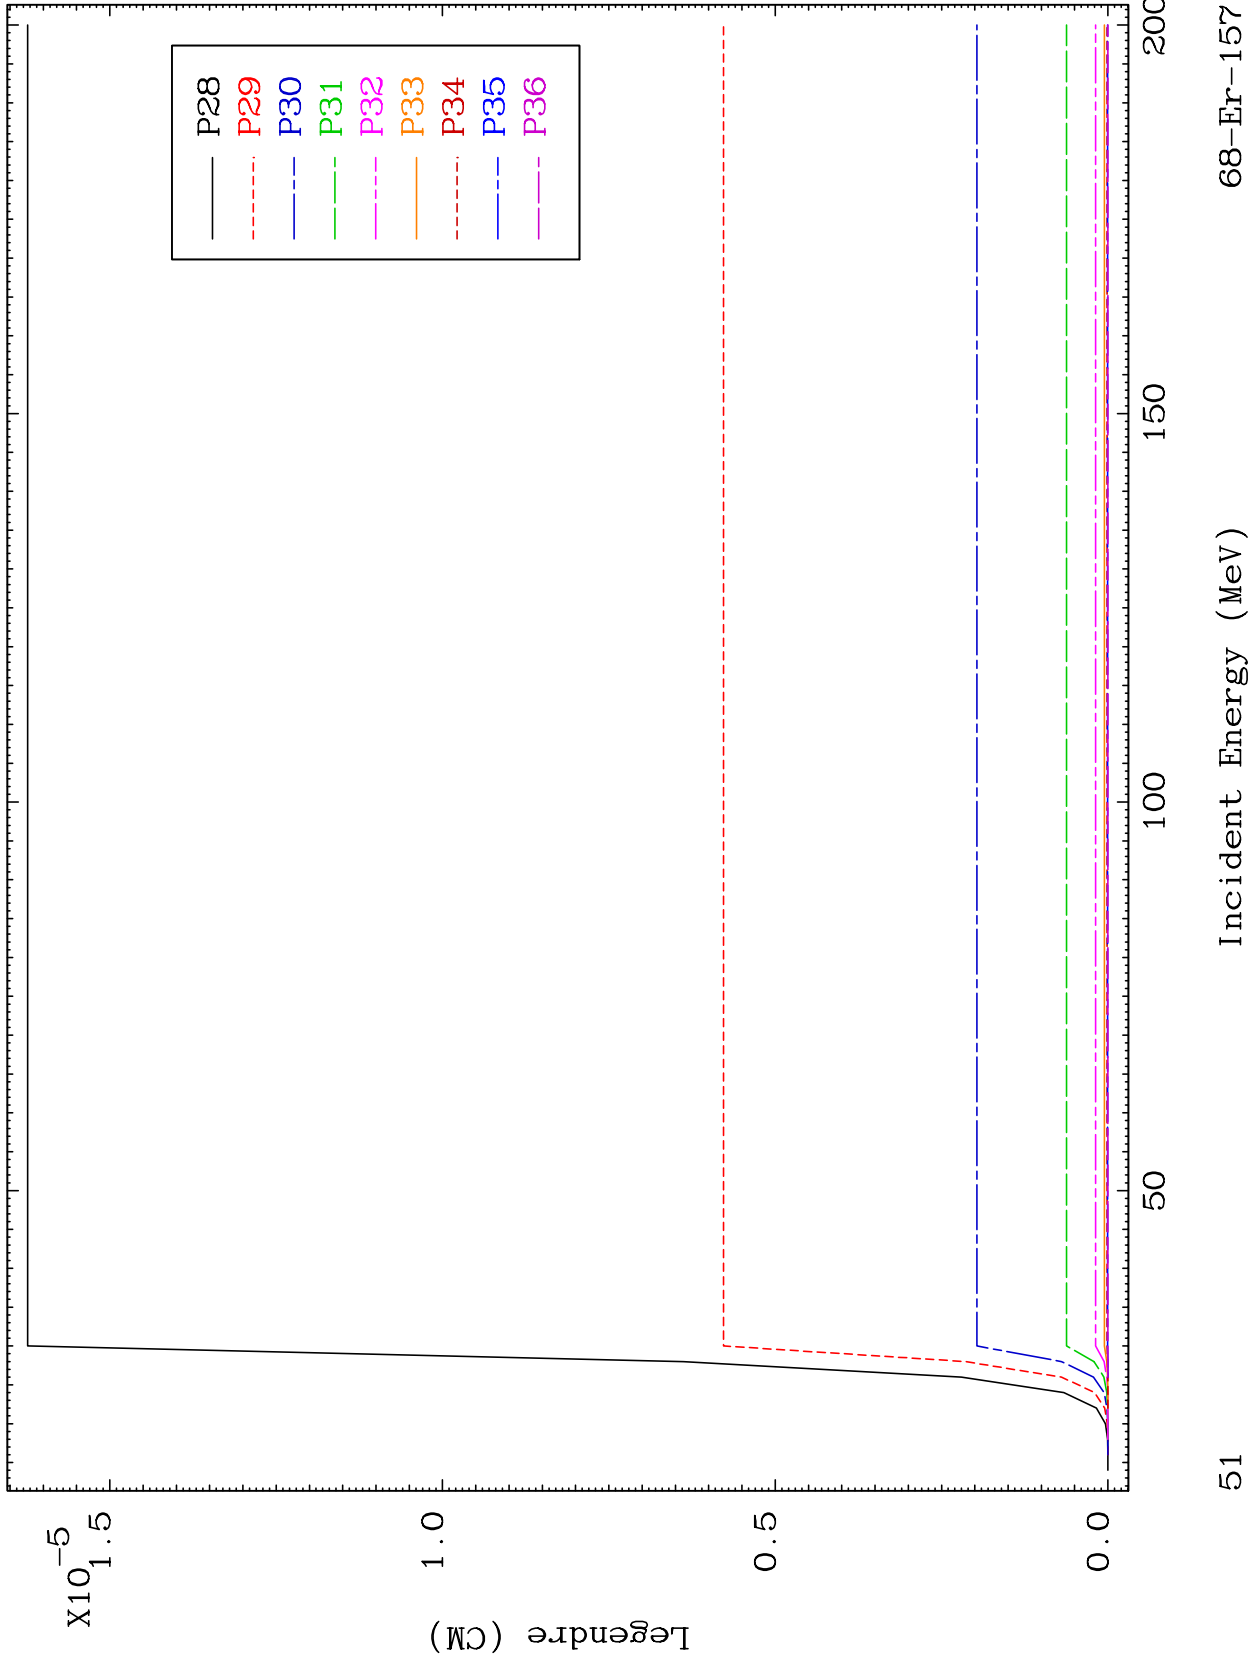 X10-5
1.5
1.0
0.5
0.0
Legendre (CM)
P28
P29
P30
P31
P32
P33
P34
P35
P36
50
100
150
200
51
Incident Energy (MeV)
68-Er-157